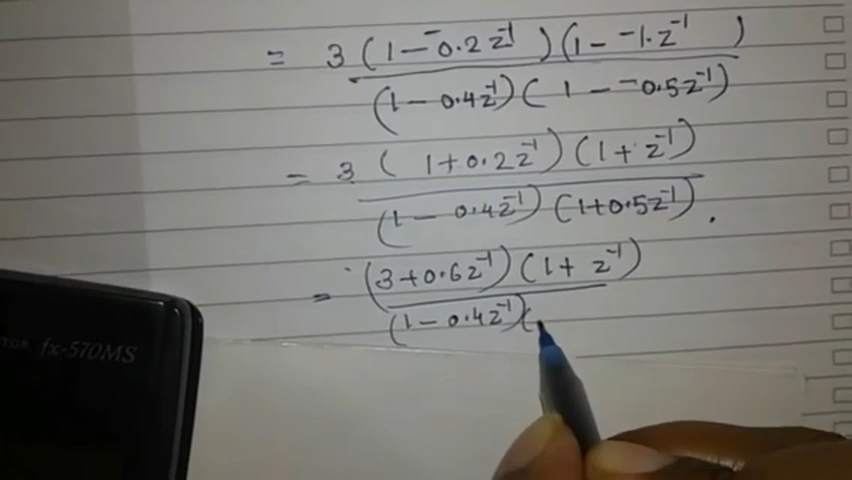 = 3 (1 - -0.2z⁻¹) (1 - -1.z⁻¹)
(1 - 0.4z⁻¹) (1 - -0.5z⁻¹)
= 3 (1 + 0.2z⁻¹) (1 + z⁻¹)
(1 - 0.4z⁻¹) (1+0.5z⁻¹).
= (3+0.6z⁻¹) (1 + z⁻¹)
(1 - 0.4z⁻¹)(
fx-570MS